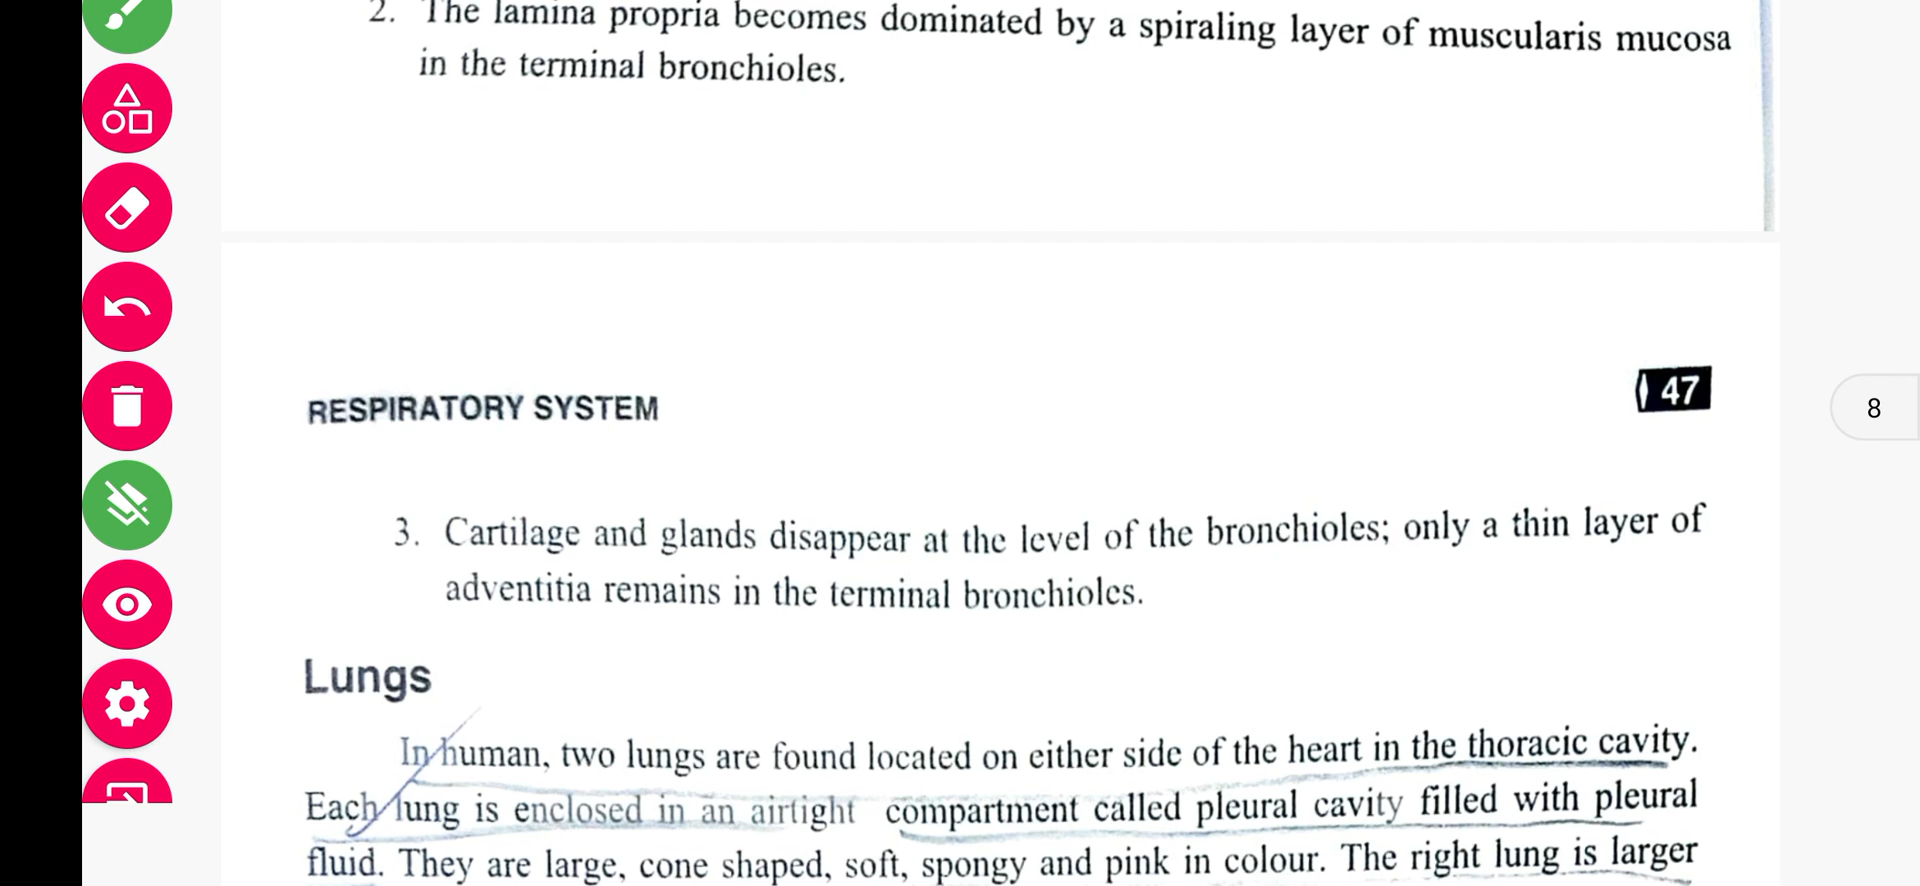 2. The lamina propria becomes dominated by a spiraling layer of muscularis mucosa
in the terminal bronchioles.
RESPIRATORY SYSTEM
47
8
3. Cartilage and glands disappear at the level of the bronchioles; only a thin layer of
adventitia remains in the terminal bronchioles.
Lungs
In human, two lungs are found located on either side of the heart in the thoracic cavity.
Each lung is enclosed in an airtight compartment called pleural cavity filled with pleural
fluid. They are large, cone shaped, soft, spongy and pink in colour. The right lung is larger